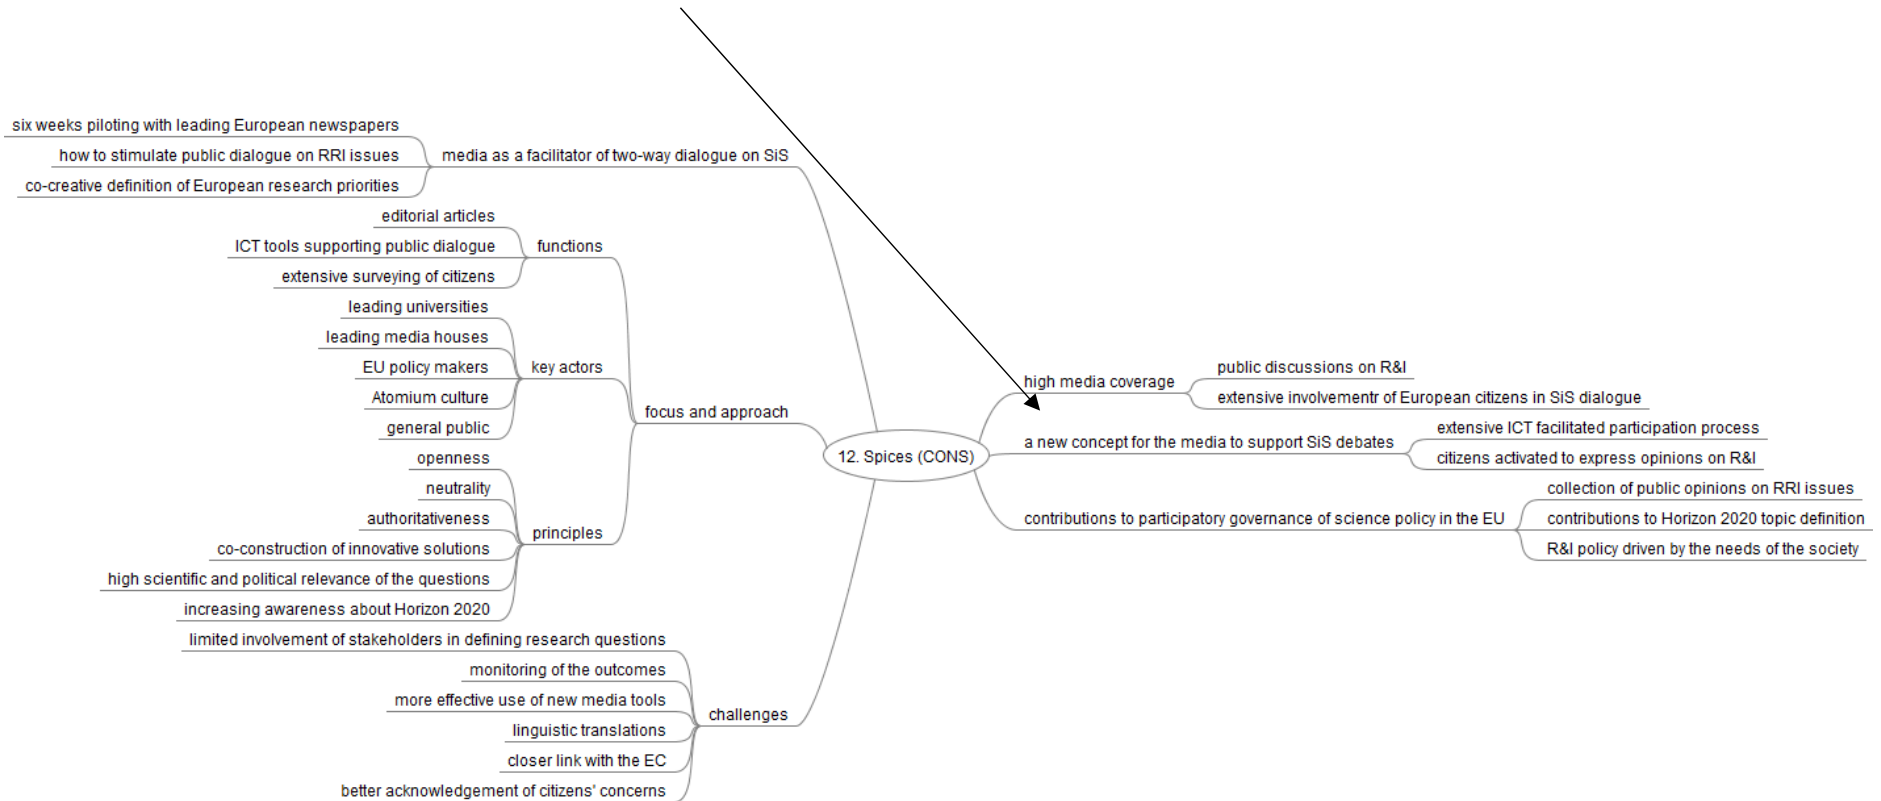 six weeks piloting with leading European newspapers
how to stimulate public dialogue on RRI issues
co-creative definition of European research priorities
media as a facilitator of two-way dialogue on SiS
editorial articles
ICT tools supporting public dialogue
extensive surveying of citizens
functions
leading universities
leading media houses
EU policy makers
Atomium culture
general public
key actors
openness
neutrality
authoritativeness
co-construction of innovative solutions
high scientific and political relevance of the questions
increasing awareness about Horizon 2020
principles
focus and approach
limited involvement of stakeholders in defining research questions
monitoring of the outcomes
more effective use of new media tools
linguistic translations
closer link with the EC
better acknowledgement of citizens' concerns
challenges
12. Spices (CONS)
high media coverage
public discussions on R&I
extensive involvementr of European citizens in SiS dialogue
a new concept for the media to support SiS debates
extensive ICT facilitated participation process
citizens activated to express opinions on R&I
contributions to participatory governance of science policy in the EU
collection of public opinions on RRI issues
contributions to Horizon 2020 topic definition
R&I policy driven by the needs of the society